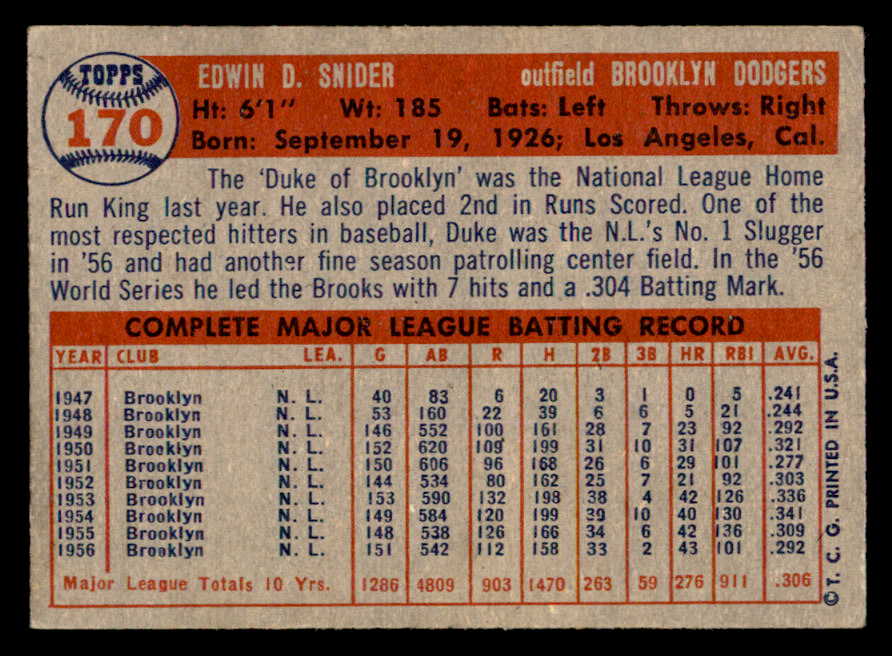 TOPPS
170
EDWIN D. SNIDER outfield BROOKLYN DODGERS
Ht: 6'1" Wt: 185 Bats: Left Throws: Right
Born: September 19, 1926; Los Angeles, Cal.
The 'Duke of Brooklyn' was the National League Home
Run King last year. He also placed 2nd in Runs Scored. One of the
most respected hitters in baseball, Duke was the N.L.'s No. 1 Slugger
in '56 and had another fine season patrolling center field. In the '56
World Series he led the Brooks with 7 hits and a .304 Batting Mark.
COMPLETE MAJOR LEAGUE BATTING RECORD
YEAR CLUB LEA. G AB R H 2B 3B HR RBI AVG.
1947 Brooklyn N. L. 40 83 6 20 3 1 0 5 .241
1948 Brooklyn N. L. 53 160 22 39 6 6 5 21 .244
1949 Brooklyn N. L. 146 552 100 161 28 7 23 92 .292
1950 Brooklyn N. L. 152 620 109 199 31 10 31 107 .321
1951 Brooklyn N. L. 150 606 96 168 26 6 29 101 .277
1952 Brooklyn N. L. 144 534 80 162 25 7 21 92 .303
1953 Brooklyn N. L. 153 590 132 198 38 4 42 126 .336
1954 Brooklyn N. L. 149 584 120 199 39 10 40 130 .341
1955 Brooklyn N. L. 148 538 126 166 34 6 42 136 .309
1956 Brooklyn N. L. 151 542 112 158 33 2 43 101 .292
Major League Totals 10 Yrs. 1286 4809 903 1470 263 59 276 911 .306
© T. C. G. PRINTED IN U.S.A.